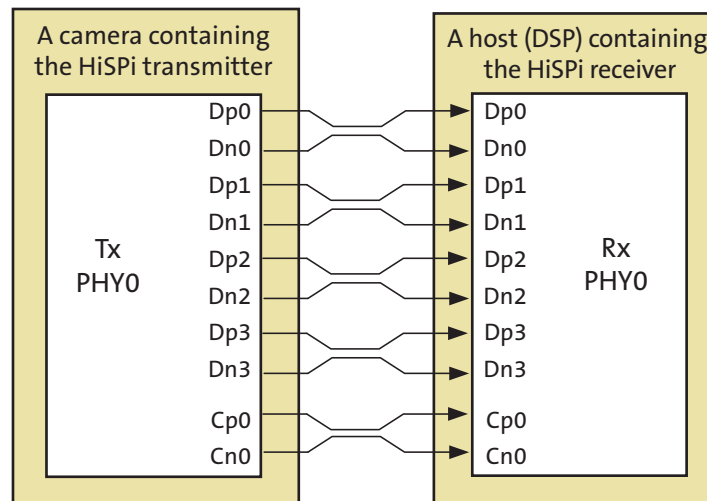 A camera containing
the HiSPi transmitter
Tx
PHY0
Dp0
Dn0
Dp1
Dn1
Dp2
Dn2
Dp3
Dn3
Cp0
Cn0
A host (DSP) containing
the HiSPi receiver
Dp0
Dn0
Dp1
Dn1
Dp2
Dn2
Dp3
Dn3
Cp0
Cn0
Rx
PHY0